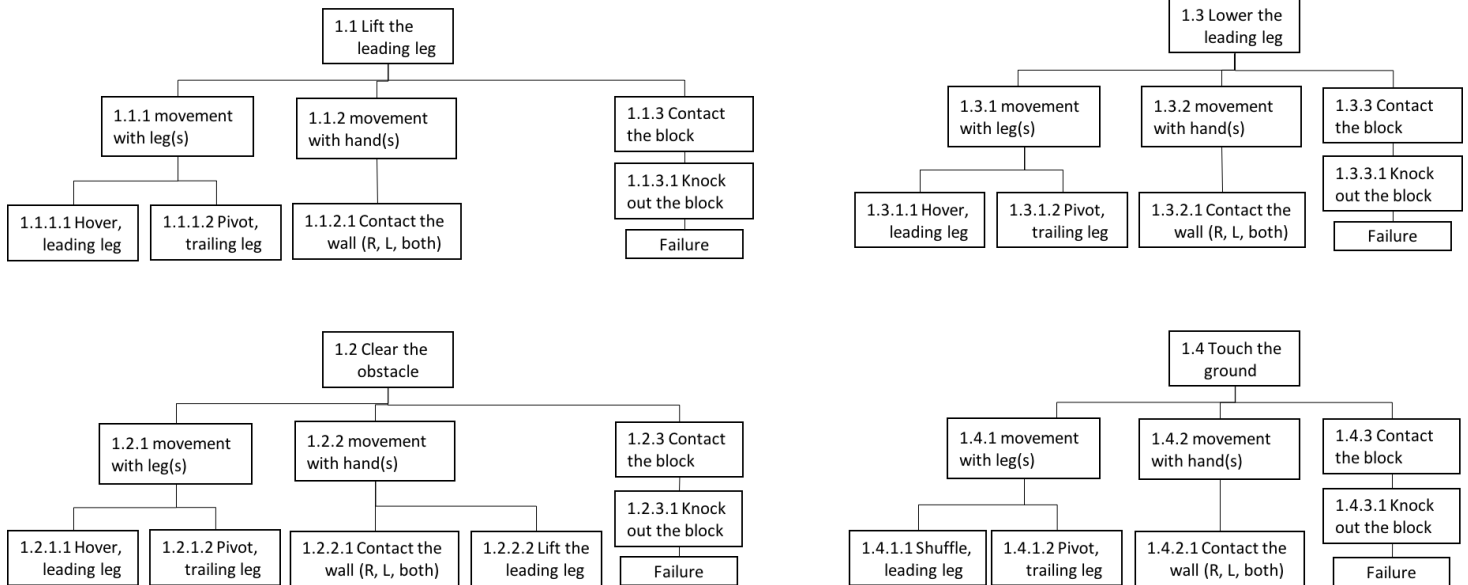 1.1 Lift the
leading leg
1.1.1 movement
with leg(s)
1.1.2 movement
with hand(s)
1.1.3 Contact
the block
1.1.1.1 Hover,
leading leg
1.1.1.2 Pivot,
trailing leg
1.1.2.1 Contact the
wall (R, L, both)
1.1.3.1 Knock
out the block
Failure
1.3 Lower the
leading leg
1.3.1 movement
with leg(s)
1.3.2 movement
with hand(s)
1.3.3 Contact
the block
1.3.1.1 Hover,
leading leg
1.3.1.2 Pivot,
trailing leg
1.3.2.1 Contact the
wall (R, L, both)
1.3.3.1 Knock
out the block
Failure
1.2 Clear the
obstacle
1.2.1 movement
with leg(s)
1.2.2 movement
with hand(s)
1.2.3 Contact
the block
1.2.1.1 Hover,
leading leg
1.2.1.2 Pivot,
trailing leg
1.2.2.1 Contact the
wall (R, L, both)
1.2.2.2 Lift the
leading leg
1.2.3.1 Knock
out the block
Failure
1.4 Touch the
ground
1.4.1 movement
with leg(s)
1.4.2 movement
with hand(s)
1.4.3 Contact
the block
1.4.1.1 Shuffle,
leading leg
1.4.1.2 Pivot,
trailing leg
1.4.2.1 Contact the
wall (R, L, both)
1.4.3.1 Knock
out the block
Failure